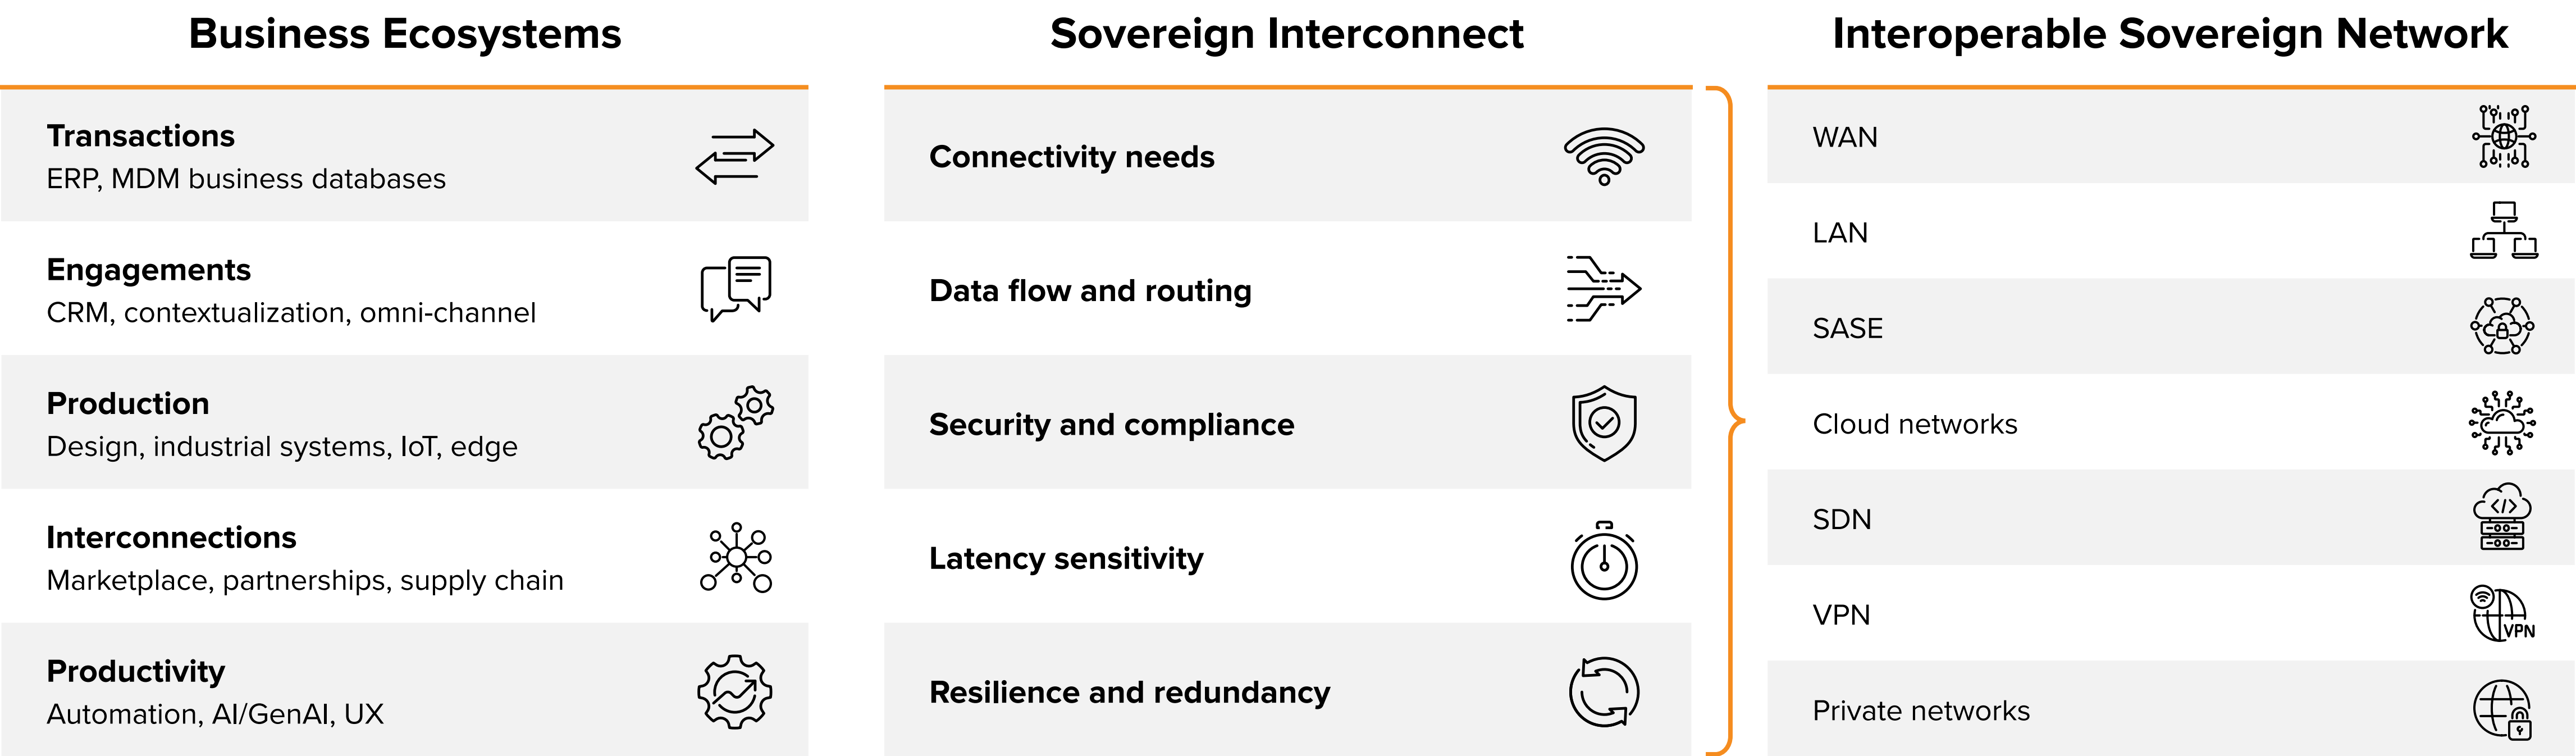 Business Ecosystems
Transactions
ERP, MDM business databases
Engagements
CRM, contextualization, omni-channel
Production
Design, industrial systems, IoT, edge
Interconnections
Marketplace, partnerships, supply chain
Productivity
Automation, AI/GenAI, UX
Sovereign Interconnect
Connectivity needs
Data flow and routing
Security and compliance
Latency sensitivity
Resilience and redundancy
Interoperable Sovereign Network
WAN
LAN
SASE
Cloud networks
</>
SDN
VPN
VPN
Private networks